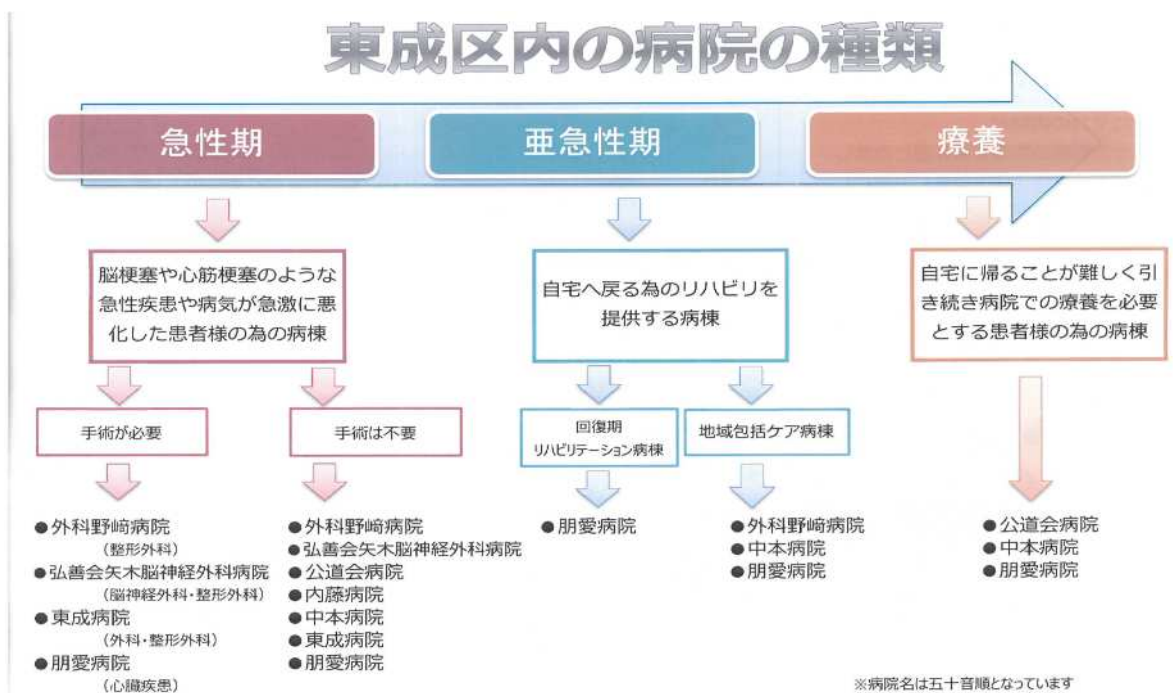 東成区内の病院の種類
急性期
亜急性期
療養
脳梗塞や心筋梗塞のような
急性疾患や病気が急激に悪
化した患者様の為の病棟
自宅へ戻る為のリハビリを
提供する病棟
自宅に帰ることが難しく引
き続き病院での療養を必要
とする患者様の為の病棟
手術が必要
手術は不要
回復期
リハビリテーション病棟
地域包括ケア病棟
●外科野﨑病院
(整形外科)
●弘善会矢木脳神経外科病院
(脳神経外科・整形外科)
●東成病院
(外科・整形外科)
●朋愛病院
(心臓疾患)
●外科野﨑病院
●弘善会矢木脳神経外科病院
●公道会病院
●内藤病院
●中本病院
●東成病院
●朋愛病院
●朋愛病院
●外科野﨑病院
●中本病院
●朋愛病院
●公道会病院
●中本病院
●朋愛病院
※病院名は五十音順となっています